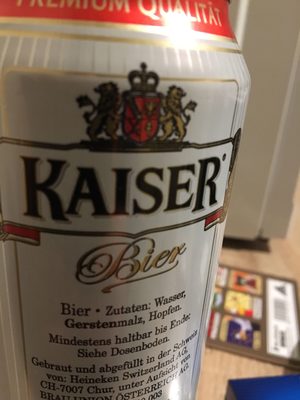 PREMIUM QUALITÄT
KAISER
Bier
Bier • Zutaten: Wasser,
Gerstenmalz, Hopfen.
Mindestens haltbar bis Ende:
Siehe Dosenboden.
Gebraut und abgefüllt in der Schweiz
von: Heineken Switzerland AG,
CH-7007 Chur, unter Aufsicht von
BRAU UNION ÖSTERREICH AG